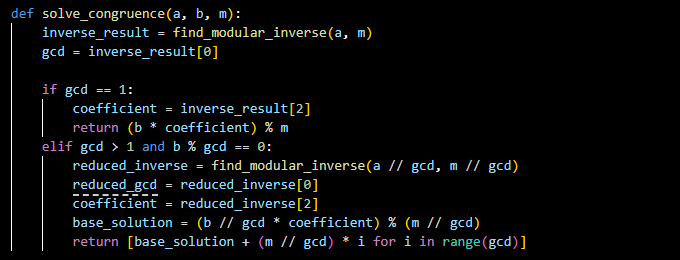 def solve_congruence(a, b, m):
    inverse_result = find_modular_inverse(a, m)
    gcd = inverse_result[0]

    if gcd == 1:
        coefficient = inverse_result[2]
        return (b * coefficient) % m
    elif gcd > 1 and b % gcd == 0:
        reduced_inverse = find_modular_inverse(a // gcd, m // gcd)
        reduced_gcd = reduced_inverse[0]
        coefficient = reduced_inverse[2]
        base_solution = (b // gcd * coefficient) % (m // gcd)
        return [base_solution + (m // gcd) * i for i in range(gcd)]